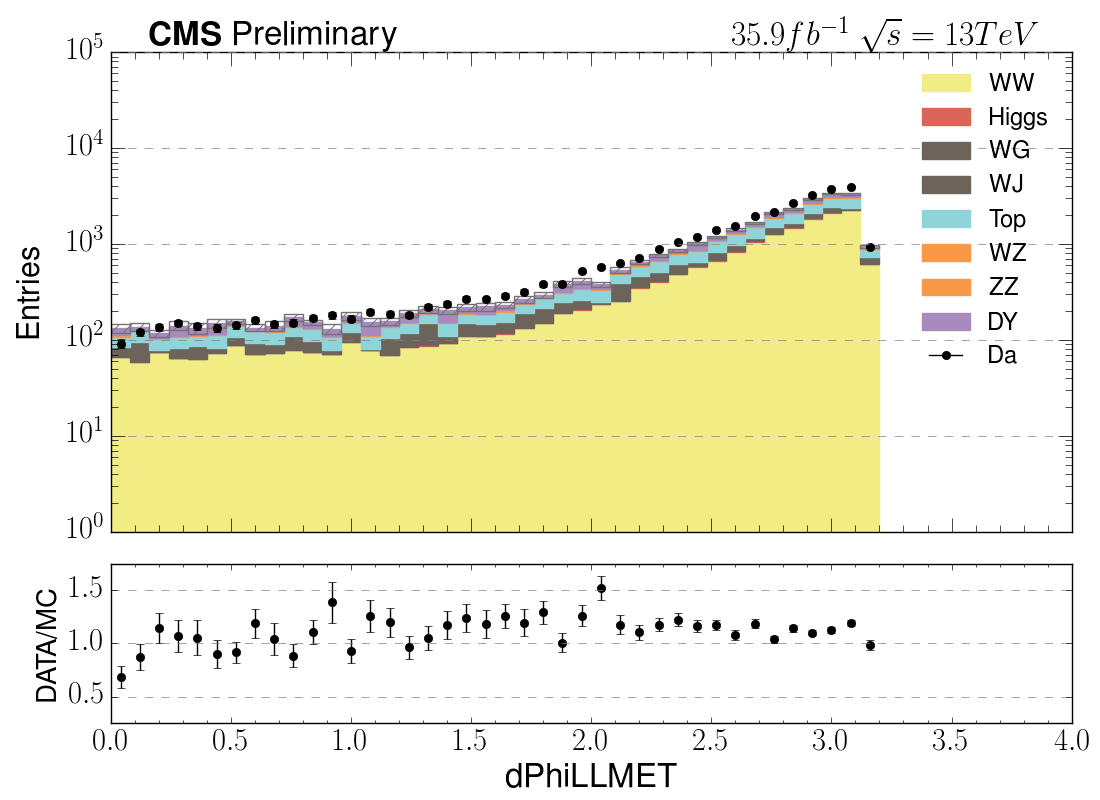 CMS Preliminary
35.9fb⁻¹ √s = 13TeV
10⁵
10⁴
10³
10²
10¹
10⁰
Entries
WW
Higgs
WG
WJ
Top
WZ
ZZ
DY
Da
1.5
1.0
0.5
DATA/MC
0.0 0.5 1.0 1.5 2.0 2.5 3.0 3.5 4.0
dPhiLLMET